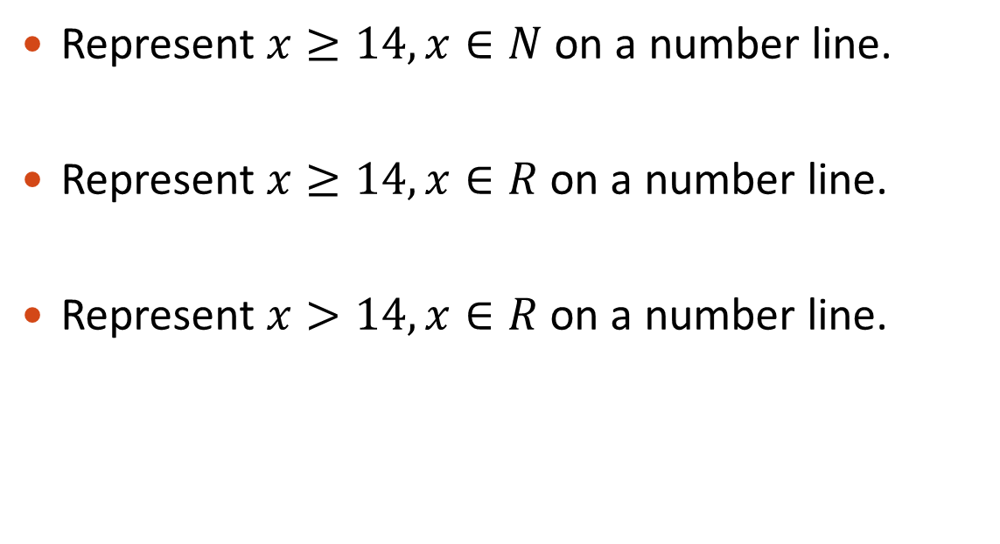 • Represent 𝑥 ≥ 14, 𝑥 ∈ 𝑁 on a number line.
• Represent 𝑥 ≥ 14, 𝑥 ∈ 𝑅 on a number line.
• Represent 𝑥 > 14, 𝑥 ∈ 𝑅 on a number line.